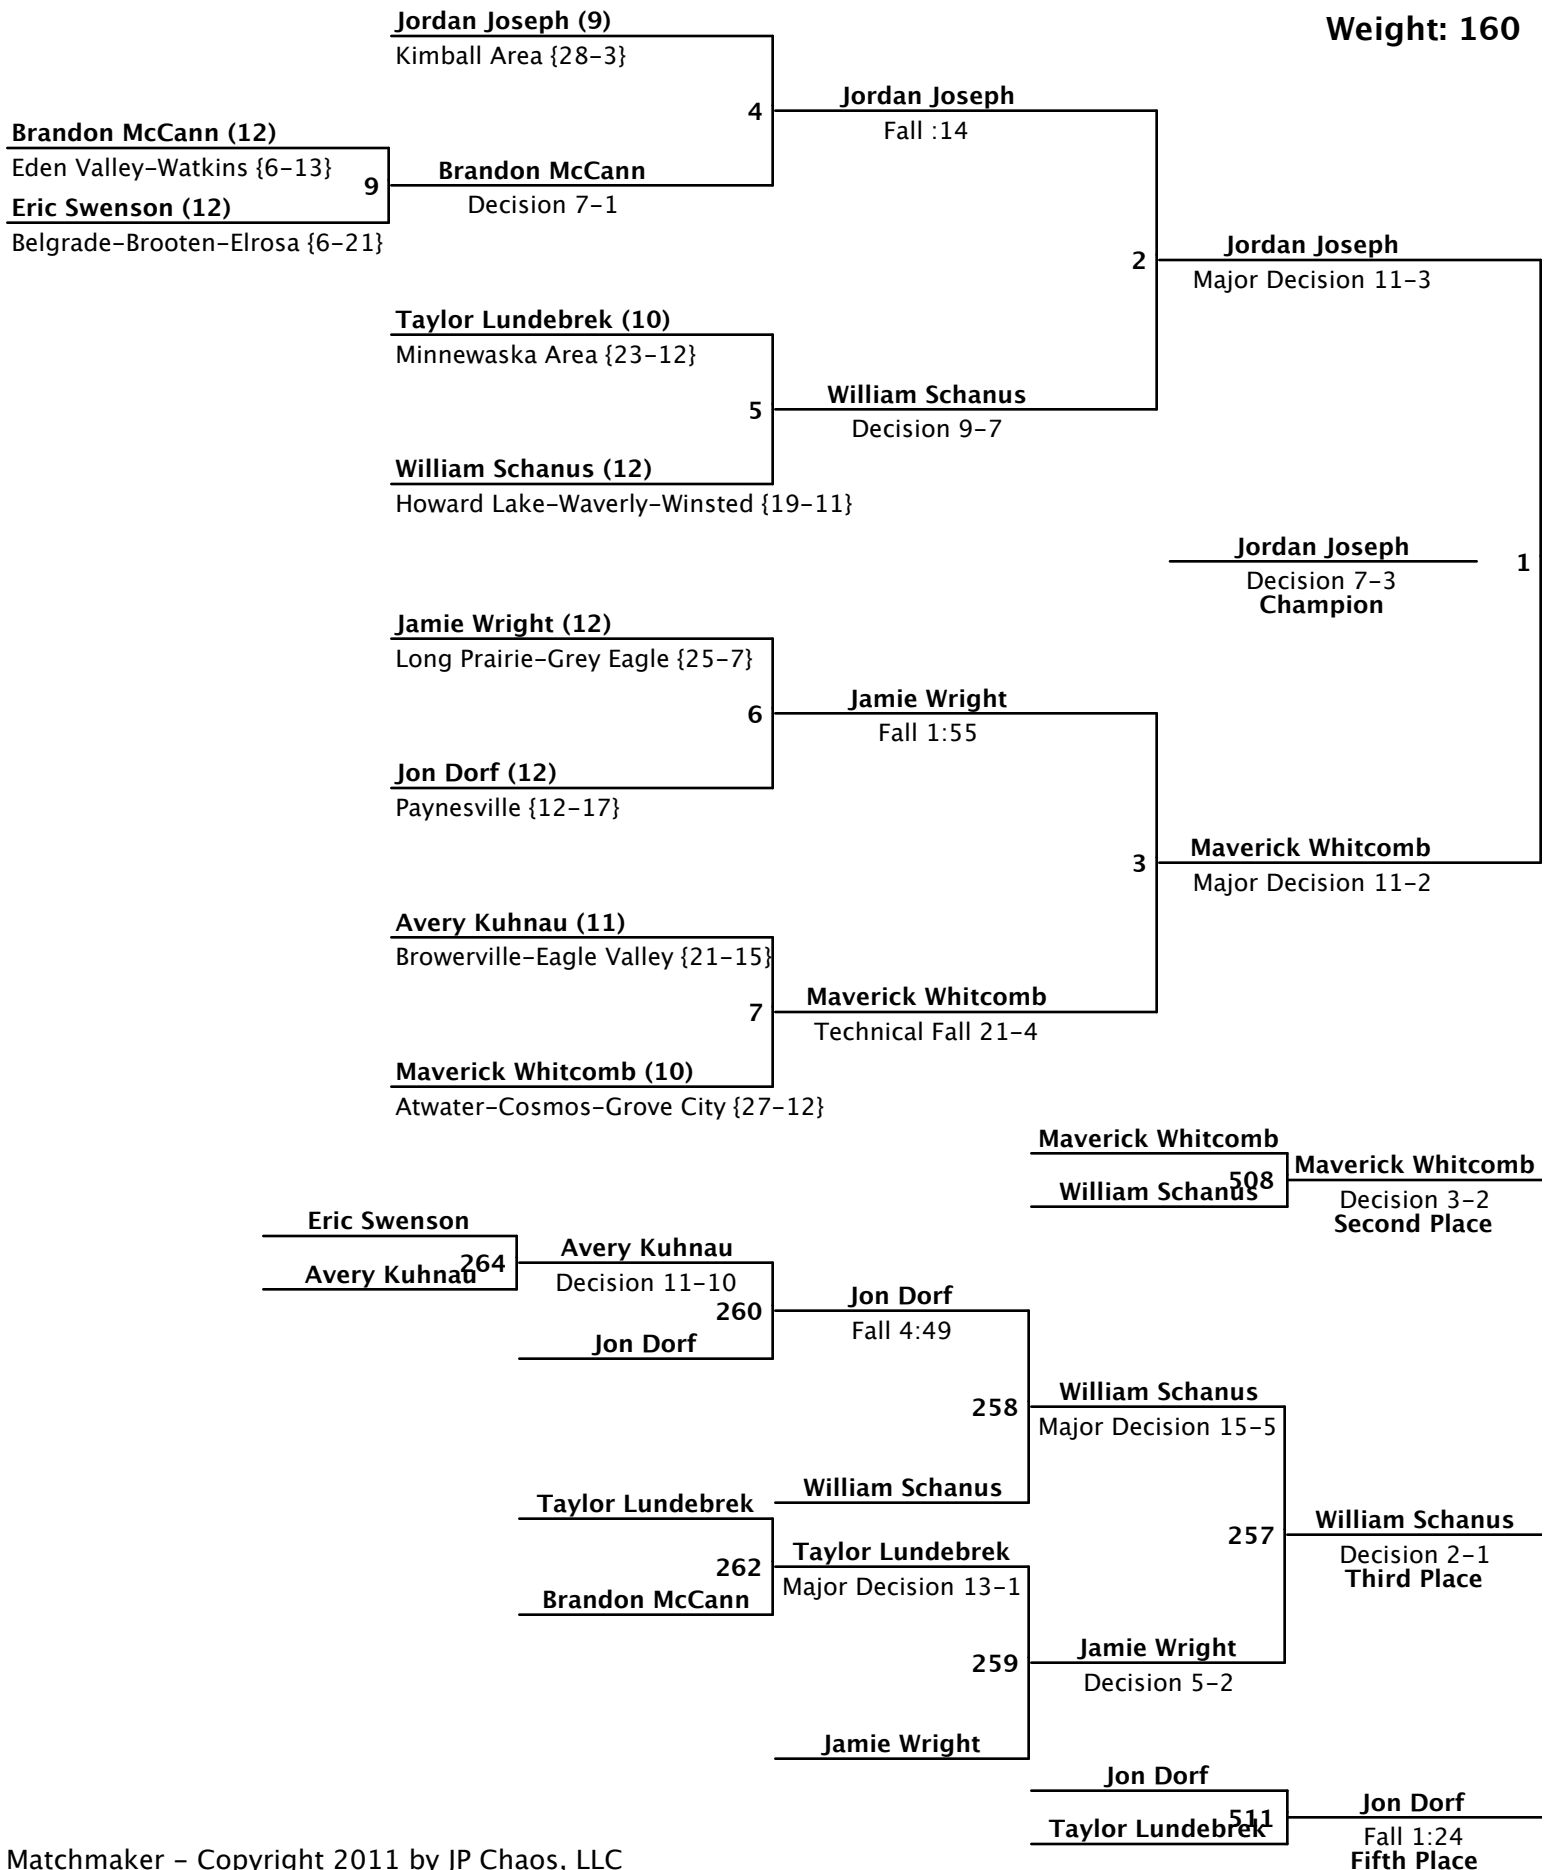 Weight: 160
Jordan Joseph (9)
Kimball Area {28–3}
4
Jordan Joseph
Fall :14
Brandon McCann (12)
Eden Valley–Watkins {6–13}
9
Brandon McCann
Decision 7–1
Eric Swenson (12)
Belgrade–Brooten–Elrosa {6–21}
2
Jordan Joseph
Major Decision 11–3
Taylor Lundebrek (10)
Minnewaska Area {23–12}
5
William Schanus
Decision 9–7
William Schanus (12)
Howard Lake–Waverly–Winsted {19–11}
Jordan Joseph
1
Decision 7–3
Champion
Jamie Wright (12)
Long Prairie–Grey Eagle {25–7}
6
Jamie Wright
Fall 1:55
Jon Dorf (12)
Paynesville {12–17}
3
Maverick Whitcomb
Major Decision 11–2
Avery Kuhnau (11)
Browerville–Eagle Valley {21–15}
7
Maverick Whitcomb
Technical Fall 21–4
Maverick Whitcomb (10)
Atwater–Cosmos–Grove City {27–12}
Maverick Whitcomb
508
William Schanus
Maverick Whitcomb
Decision 3–2
Second Place
Eric Swenson
264
Avery Kuhnau
Avery Kuhnau
Decision 11–10
260
Jon Dorf
Jon Dorf
Fall 4:49
258
William Schanus
Major Decision 15–5
William Schanus
Taylor Lundebrek
262
Brandon McCann
Taylor Lundebrek
Major Decision 13–1
257
William Schanus
Decision 2–1
Third Place
259
Jamie Wright
Decision 5–2
Jamie Wright
Jon Dorf
511
Taylor Lundebrek
Jon Dorf
Fall 1:24
Fifth Place
Matchmaker – Copyright 2011 by JP Chaos, LLC